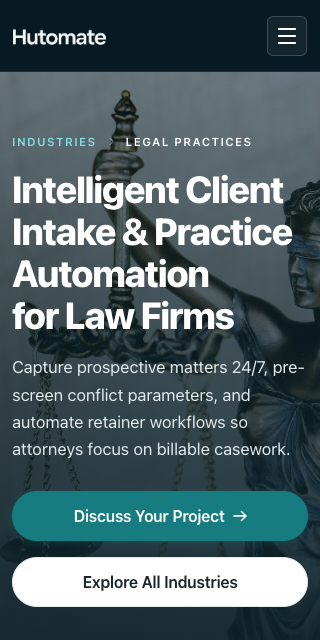 Hutomate
INDUSTRIES LEGAL PRACTICES
Intelligent Client
Intake & Practice
Automation
for Law Firms
Capture prospective matters 24/7, pre-
screen conflict parameters, and
automate retainer workflows so
attorneys focus on billable casework.
Discuss Your Project →
Explore All Industries